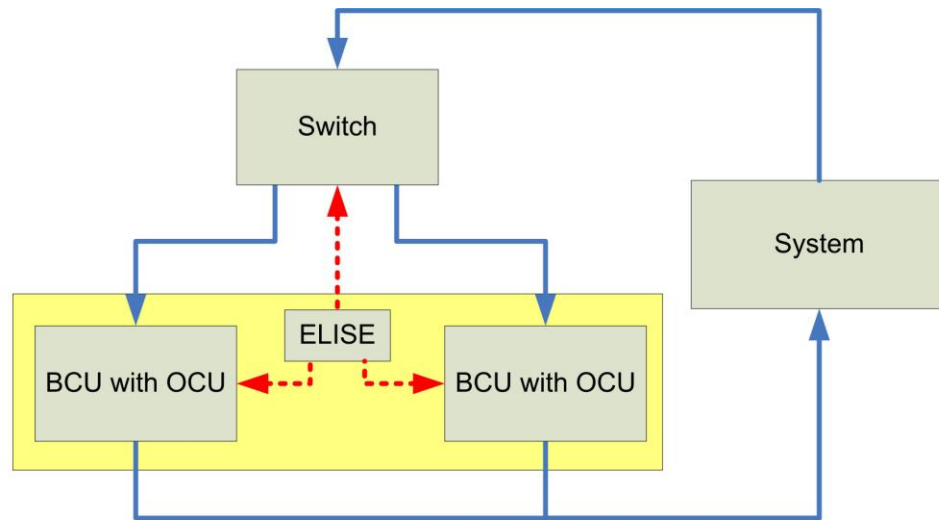 Switch
System
ELISE
BCU with OCU
BCU with OCU